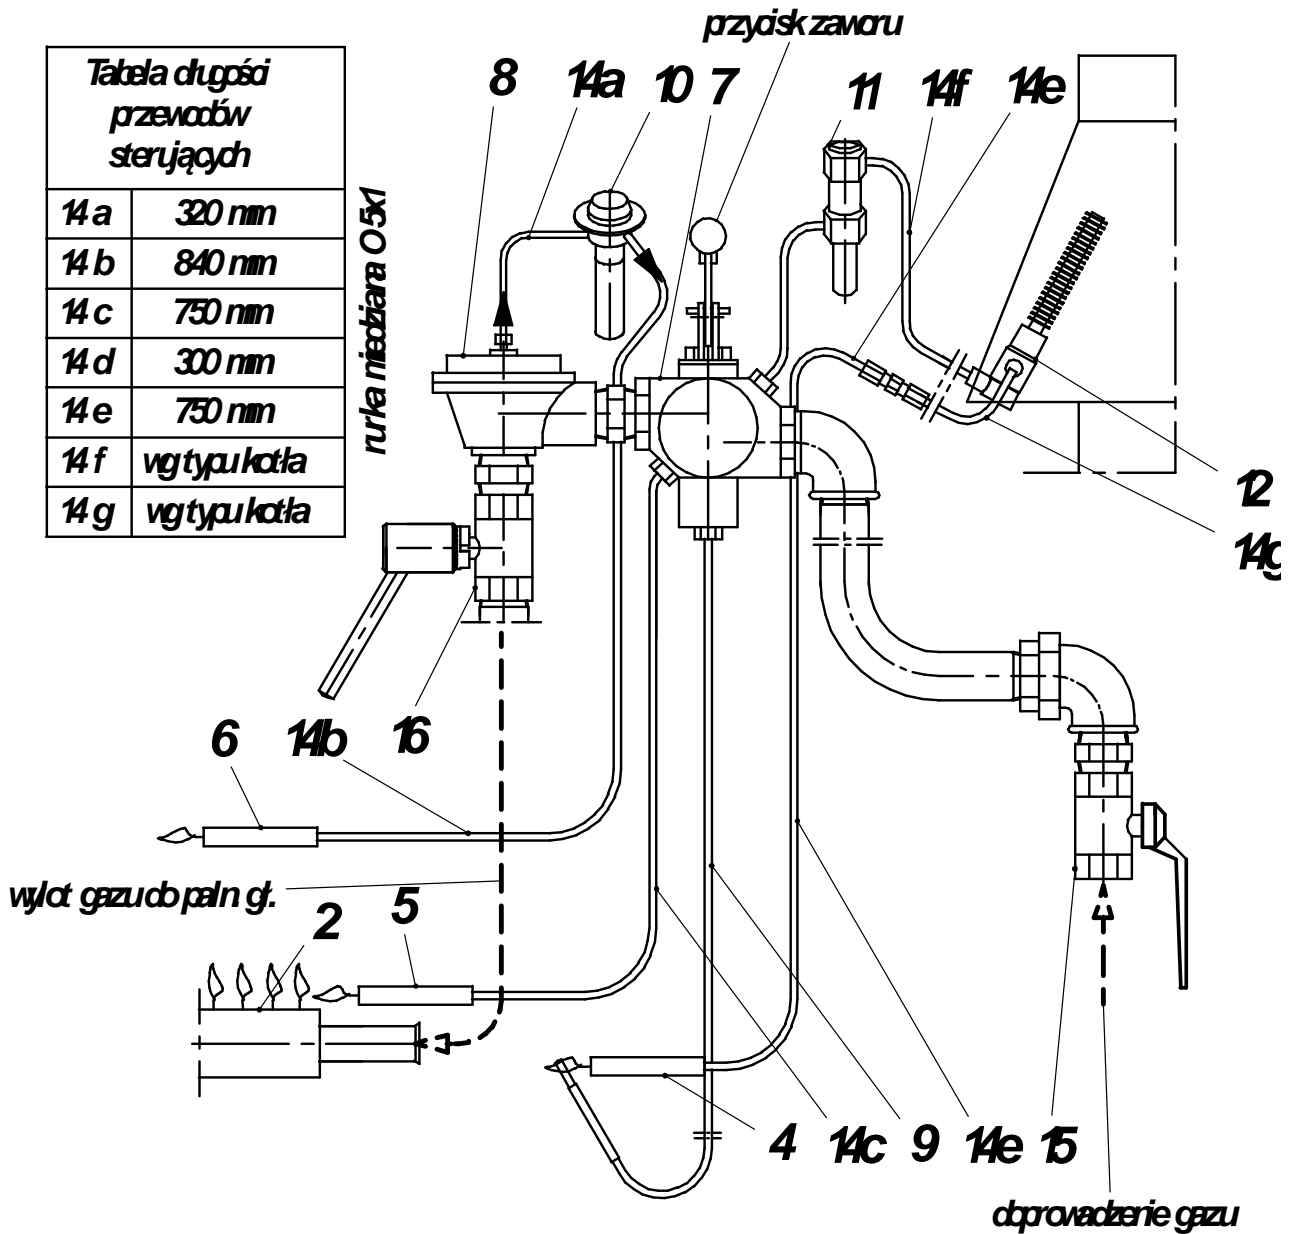 przycisk zaworu
Tabela długości
przewodów
sterujących
14 a 320 mm
14 b 840 mm
14 c 750 mm
14 d 300 mm
14 e 750 mm
14 f wg typu kotła
14 g wg typu kotła
rurka miedziana O 5x1
8 14a 10 7 11 14f 14e
12
14g
6 14b 16
wylot gazu do paln. gł.
2 5
4 14c 9 14e 15
doprowadzenie gazu